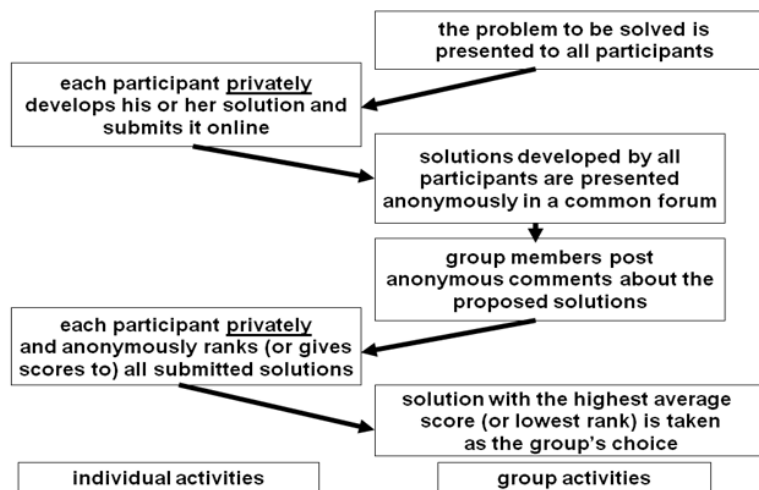 the problem to be solved is
presented to all participants
each participant privately
develops his or her solution and
submits it online
solutions developed by all
participants are presented
anonymously in a common forum
group members post
anonymous comments about the
proposed solutions
each participant privately
and anonymously ranks (or gives
scores to) all submitted solutions
solution with the highest average
score (or lowest rank) is taken
as the group's choice
individual activities
group activities